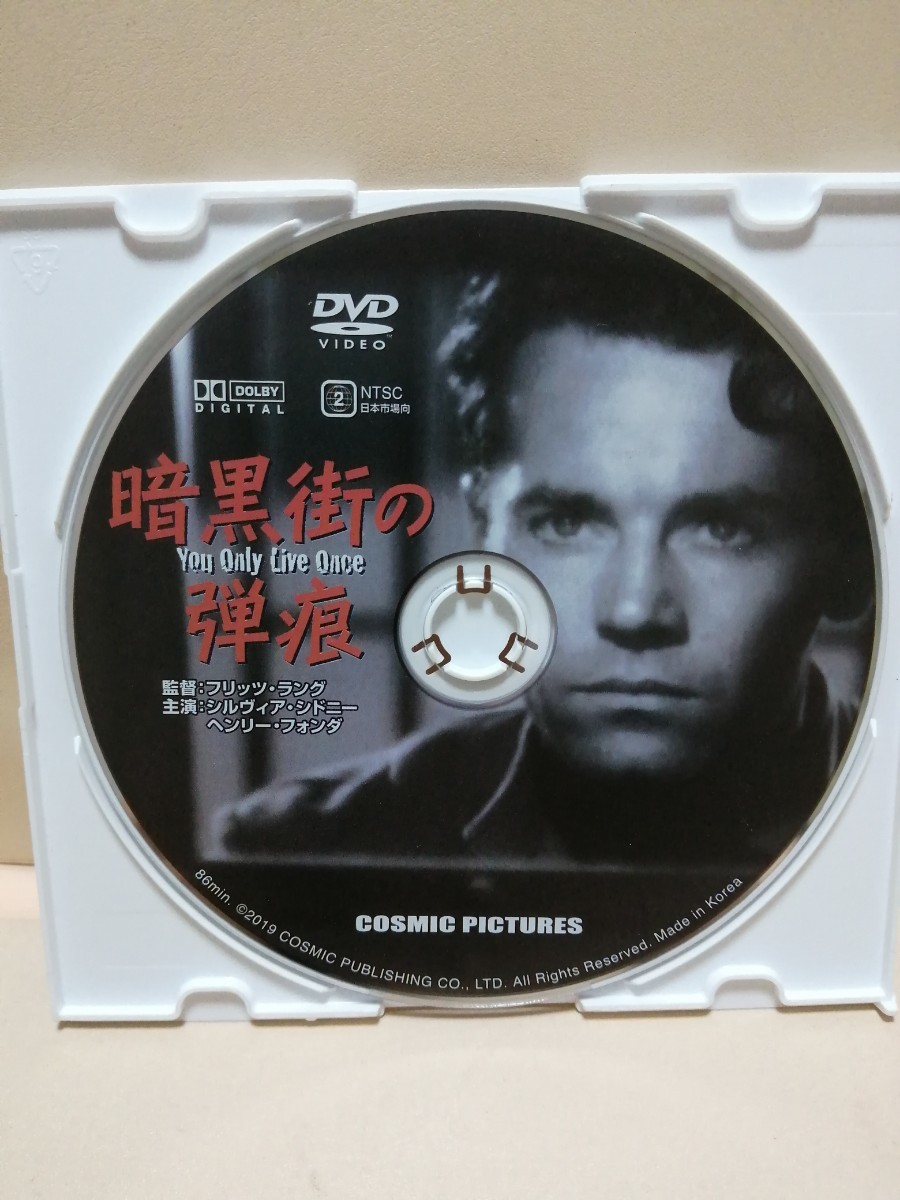 DVD
VIDEO™
DOLBY
DIGITAL
2
NTSC
日本市場向
暗黒街の
You Only Live Once
弾痕
監督：フリッツ・ラング
主演：シルヴィア・シドニー
ヘンリー・フォンダ
COSMIC PICTURES
86min. ©2019 COSMIC PUBLISHING CO., LTD. All Rights Reserved. Made in Korea